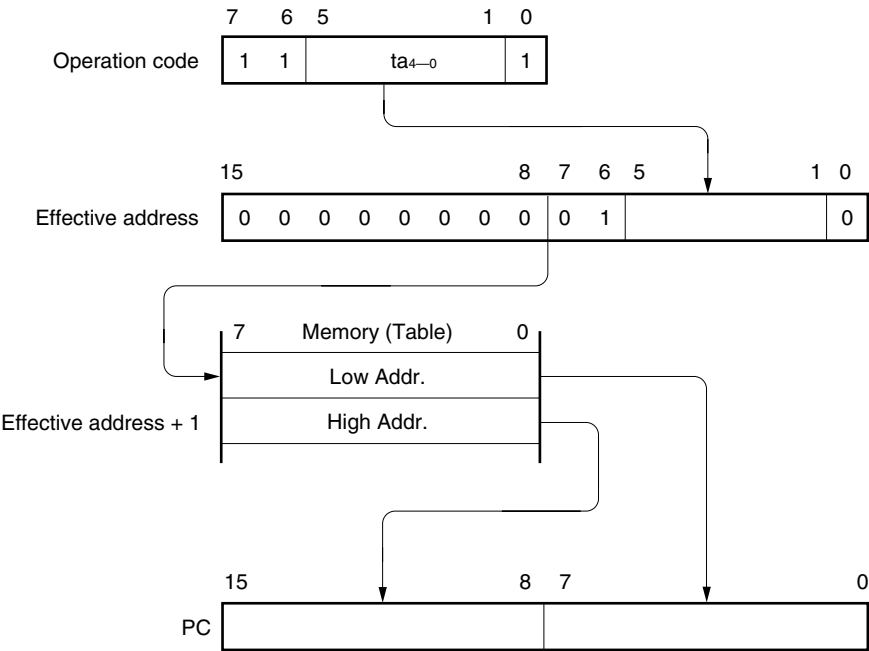 7 6 5 1 0
Operation code 1 1 ta4—0 1
15 8 7 6 5 1 0
Effective address 0 0 0 0 0 0 0 0 0 1 0
7 Memory (Table) 0
Low Addr.
Effective address + 1 High Addr.
15 8 7 0
PC